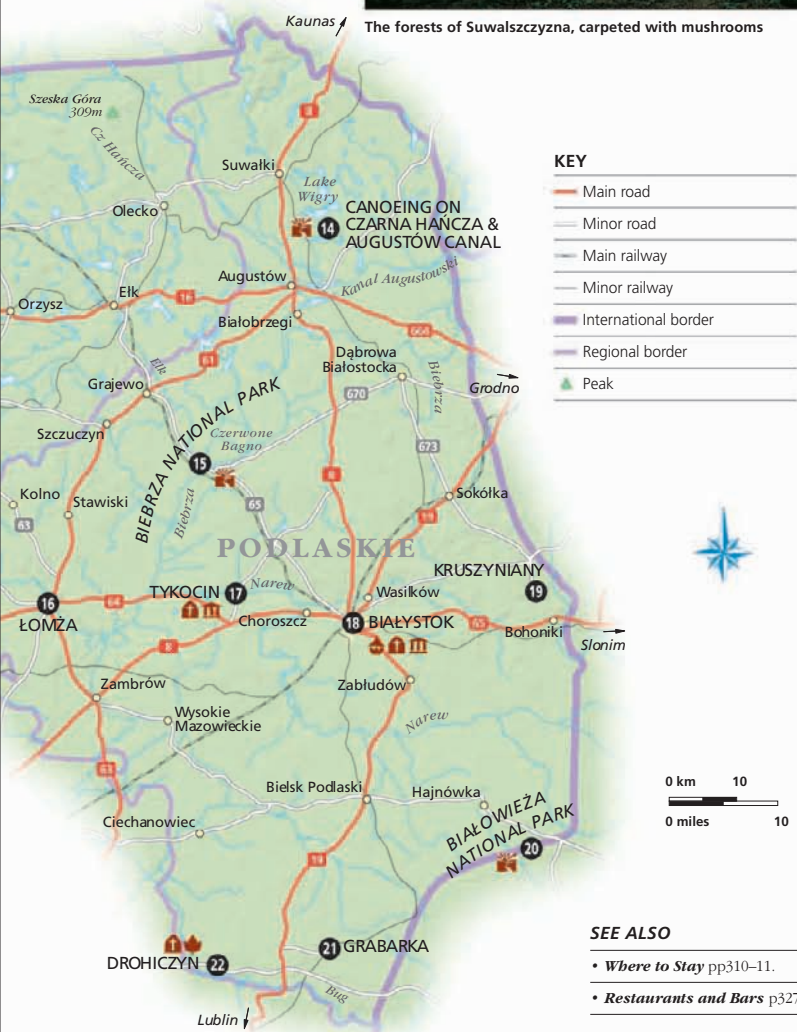 The forests of Suwalszczyzna, carpeted with mushrooms
Kaunas
Szeska Góra
309m
Cz Hańcza
8
Suwałki
Lake
Wigry
Olecko
14
CANOEING ON
CZARNA HAŃCZA &
AUGUSTÓW CANAL
Augustów
Kanal Augustowski
Ełk
16
Orzysz
Białobrzegi
664
61
Dąbrowa
Białostocka
Elk
Biebrza
Grajewo
670
Grodno
BIEBRZA NATIONAL PARK
Szczuczyn
Czerwone
Bagno
673
15
8
Kolno
Stawiski
Biebrza
65
Sokółka
63
19
PODLASKIE
KRUSZYNIANY
19
TYKOCIN
17
Narew
Wasilków
16
ŁOMŻA
64
Choroszcz
18
BIAŁYSTOK
65
Bohoniki
Slonim
8
Zambrów
Zabłudów
Wysokie
Mazowieckie
Narew
63
Bielsk Podlaski
Hajnówka
Ciechanowiec
BIAŁOWIEŻA
NATIONAL PARK
20
19
DROHICZYN
22
21
GRABARKA
Bug
Lublin
KEY
Main road
Minor road
Main railway
Minor railway
International border
Regional border
Peak
0 km 10
0 miles 10
SEE ALSO
• Where to Stay pp310–11.
• Restaurants and Bars p327